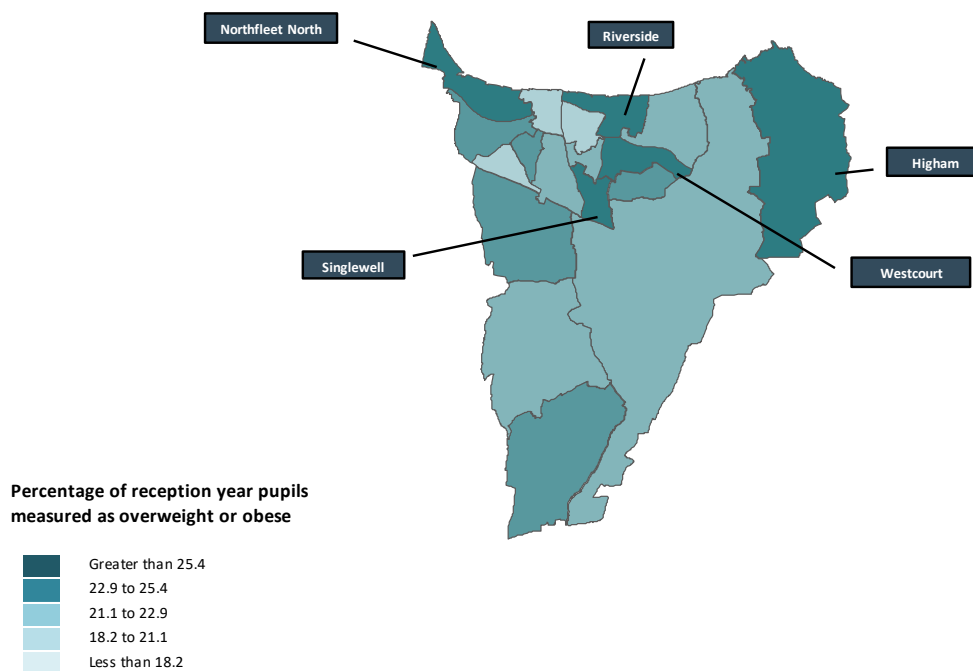 Northfleet North
Riverside
Higham
Singlewell
Westcourt
Percentage of reception year pupils
measured as overweight or obese
Greater than 25.4
22.9 to 25.4
21.1 to 22.9
18.2 to 21.1
Less than 18.2